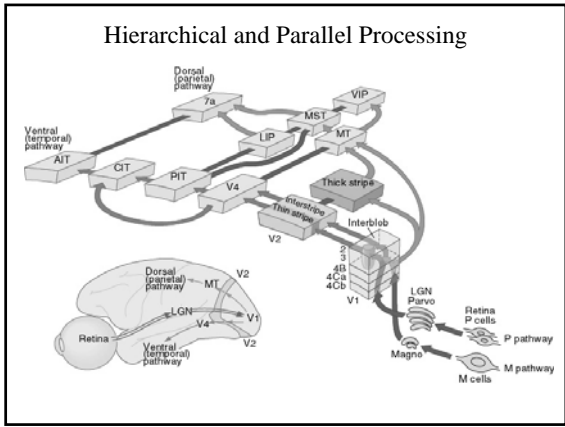 Hierarchical and Parallel Processing
Dorsal
(parietal)
pathway
7a
VIP
MST
Ventral
(temporal)
pathway
LIP
MT
AIT
CIT
PIT
V4
Thick stripe
Interstripe
Thin stripe
V2
Interblob
2
3
4B
4Ca
4Cb
V1
LGN
Parvo
Retina
P cells
P pathway
Magno
M cells
M pathway
Dorsal
(parietal)
pathway
MT
V2
LGN
V1
V4
Retina
V2
Ventral
(temporal)
pathway